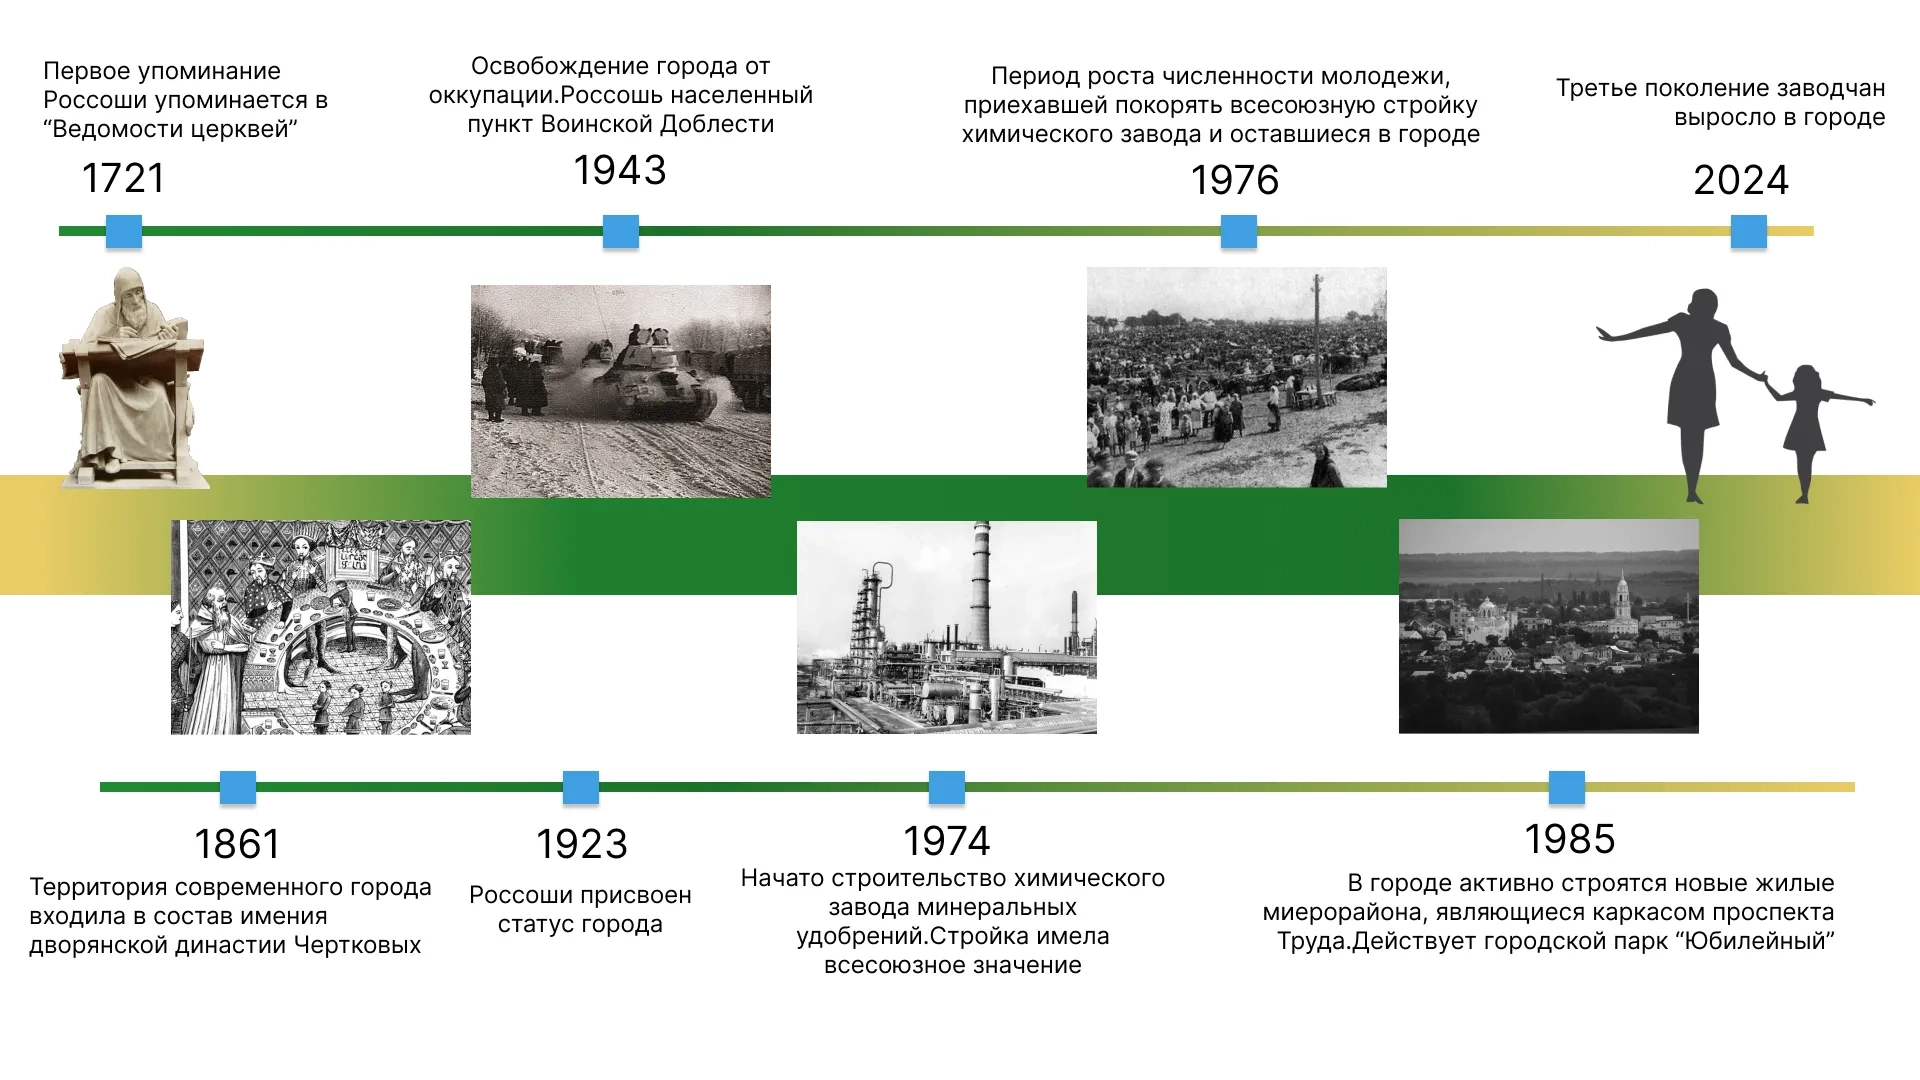 Первое упоминание
Россоши упоминается в
“Ведомости церквей”
1721
Освобождение города от
оккупации.Россошь населенный
пункт Воинской Доблести
1943
Период роста численности молодежи,
приехавшей покорять всесоюзную стройку
химического завода и оставшиеся в городе
1976
Третье поколение заводчан
выросло в городе
2024
1861
Территория современного города
входила в состав имения
дворянской династии Чертковых
1923
Россоши присвоен
статус города
1974
Начато строительство химического
завода минеральных
удобрений.Стройка имела
всесоюзное значение
1985
В городе активно строятся новые жилые
миерорайона, являющиеся каркасом проспекта
Труда.Действует городской парк “Юбилейный”